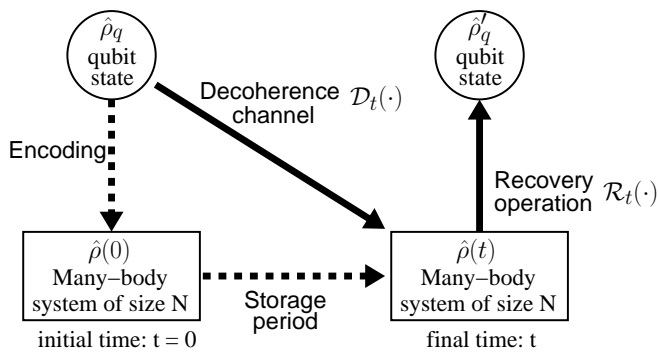 ρ̂_q
qubit
state
ρ̂′_q
qubit
state
Decoherence
channel 𝒟_t(·)
Encoding
Recovery
operation ℛ_t(·)
ρ̂(0)
Many–body
system of size N
Storage
period
ρ̂(t)
Many–body
system of size N
initial time: t = 0
final time: t